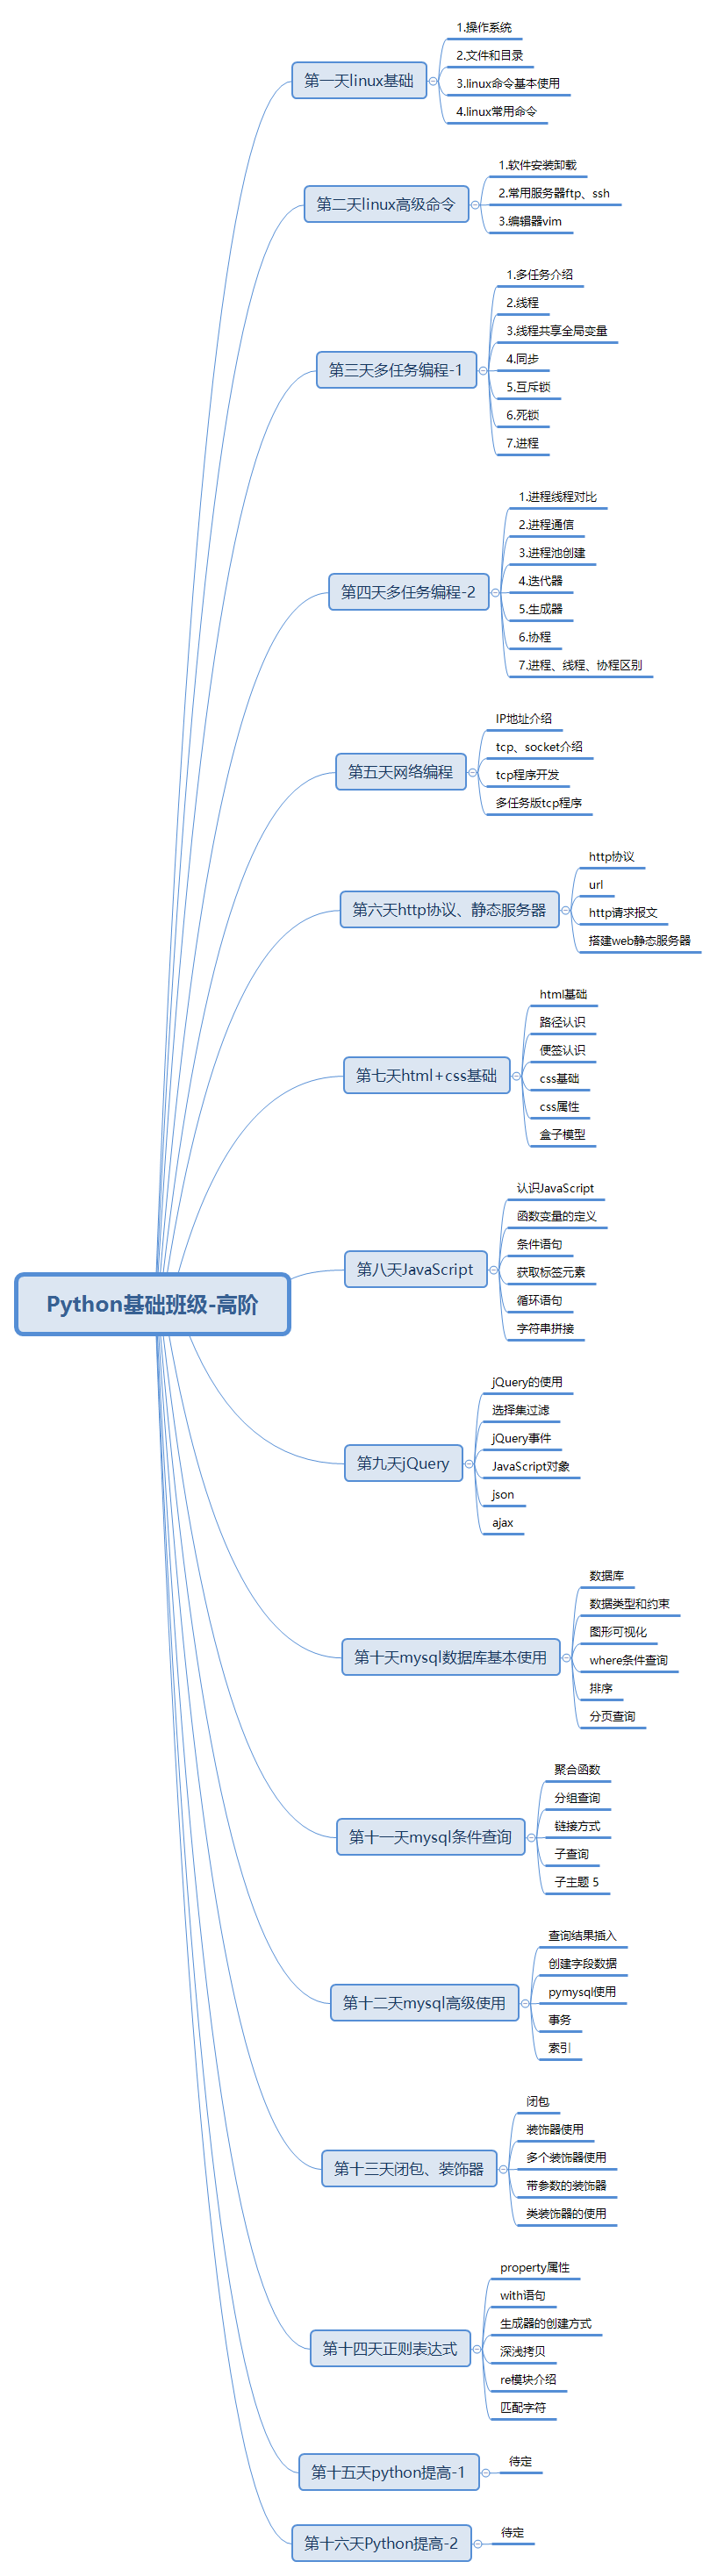 Python基础班级-高阶
第一天linux基础
1.操作系统
2.文件和目录
3.linux命令基本使用
4.linux常用命令
第二天linux高级命令
1.软件安装卸载
2.常用服务器ftp、ssh
3.编辑器vim
第三天多任务编程-1
1.多任务介绍
2.线程
3.线程共享全局变量
4.同步
5.互斥锁
6.死锁
7.进程
第四天多任务编程-2
1.进程线程对比
2.进程通信
3.进程池创建
4.迭代器
5.生成器
6.协程
7.进程、线程、协程区别
第五天网络编程
IP地址介绍
tcp、socket介绍
tcp程序开发
多任务版tcp程序
第六天http协议、静态服务器
http协议
url
http请求报文
搭建web静态服务器
第七天html+css基础
html基础
路径认识
便签认识
css基础
css属性
盒子模型
第八天JavaScript
认识JavaScript
函数变量的定义
条件语句
获取标签元素
循环语句
字符串拼接
第九天jQuery
jQuery的使用
选择集过滤
jQuery事件
JavaScript对象
json
ajax
第十天mysql数据库基本使用
数据库
数据类型和约束
图形可视化
where条件查询
排序
分页查询
第十一天mysql条件查询
聚合函数
分组查询
链接方式
子查询
子主题 5
第十二天mysql高级使用
查询结果插入
创建字段数据
pymysql使用
事务
索引
第十三天闭包、装饰器
闭包
装饰器使用
多个装饰器使用
带参数的装饰器
类装饰器的使用
第十四天正则表达式
property属性
with语句
生成器的创建方式
深浅拷贝
re模块介绍
匹配字符
第十五天python提高-1
待定
第十六天Python提高-2
待定